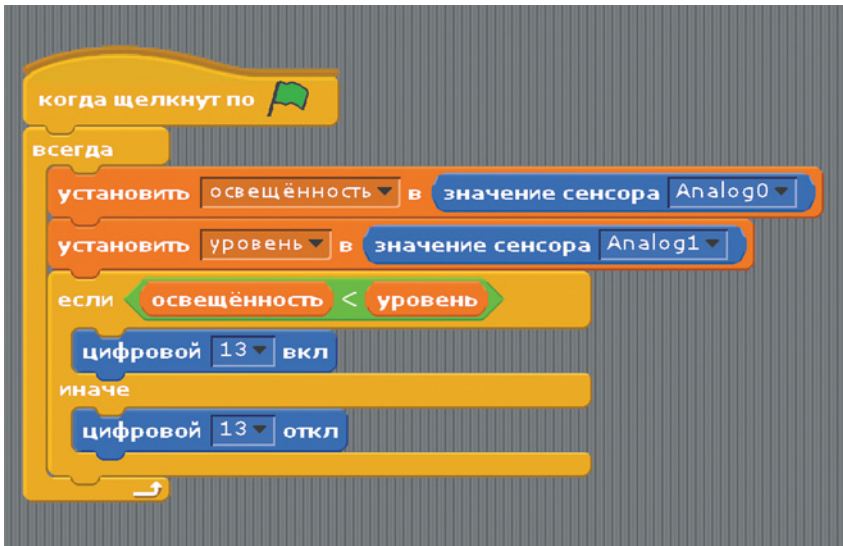 когда щелкнут по
всегда
установить освещённость в значение сенсора Analog0
установить уровень в значение сенсора Analog1
если освещённость < уровень
цифровой 13 вкл
иначе
цифровой 13 откл